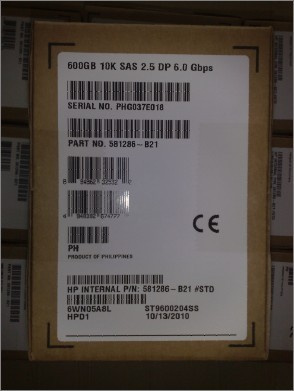 600GB 10K SAS 2.5 DP 6.0 Gbps
SERIAL NO. PHG037E018
PART NO. 581286-B21
PH
PRODUCT OF PHILIPPINES
CE
HP INTERNAL P/N: 581286-B21 #STD
6WN05A8L ST9600204SS
HPD1 10/13/2010